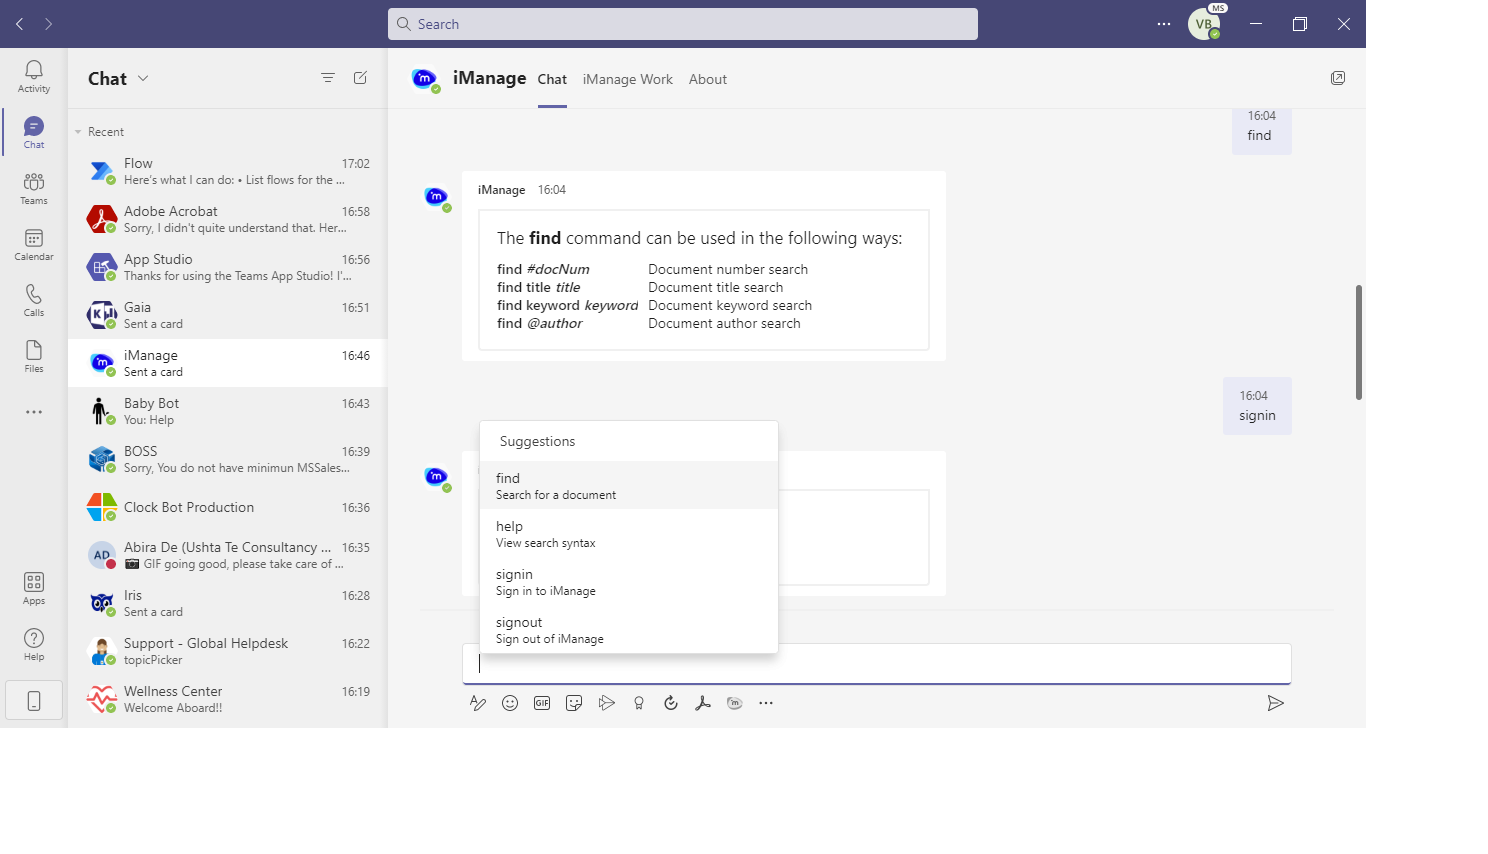 Search
VB
MS
Activity
Chat
Teams
Calendar
Calls
Files
Apps
Help
Chat
Recent
Flow 17:02
Here's what I can do: • List flows for the ...
Adobe Acrobat 16:58
Sorry, I didn't quite understand that. Her...
App Studio 16:56
Thanks for using the Teams App Studio! I'...
Gaia 16:51
Sent a card
iManage 16:46
Sent a card
Baby Bot 16:43
You: Help
BOSS 16:39
Sorry, You do not have minimun MSSales...
Clock Bot Production 16:36
AD
Abira De (Ushta Te Consultancy ... 16:35
GIF going good, please take care of ...
Iris 16:28
Sent a card
Support - Global Helpdesk 16:22
topicPicker
Wellness Center 16:19
Welcome Aboard!!
m iManage Chat iManage Work About
16:04
find
m
iManage 16:04
The find command can be used in the following ways:
find #docNum Document number search
find title title Document title search
find keyword keyword Document keyword search
find @author Document author search
16:04
signin
m
Suggestions
find
Search for a document
help
View search syntax
signin
Sign in to iManage
signout
Sign out of iManage
GIF